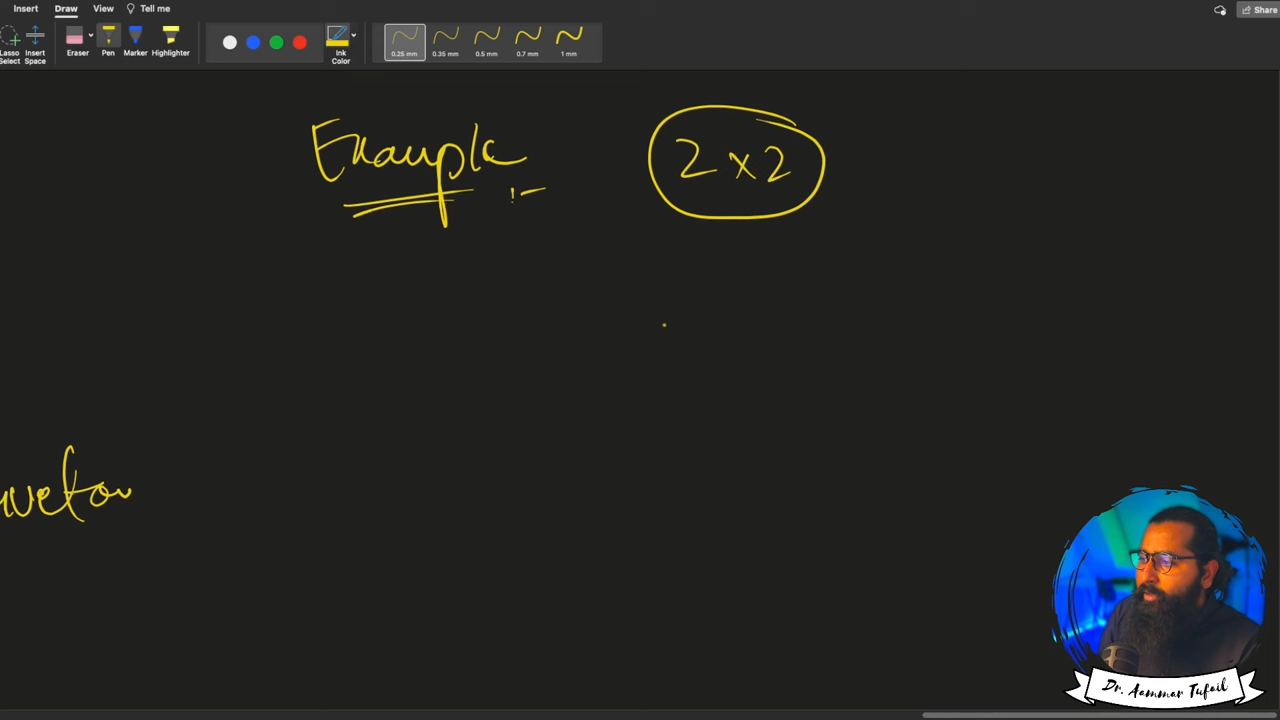 Insert Draw View Tell me
Share
Lasso Select
Insert Space
Eraser
Pen
Marker
Highlighter
Ink Color
0.25 mm
0.35 mm
0.5 mm
0.7 mm
1 mm
Example :- 2 x 2
Dr. Aammar Tufail